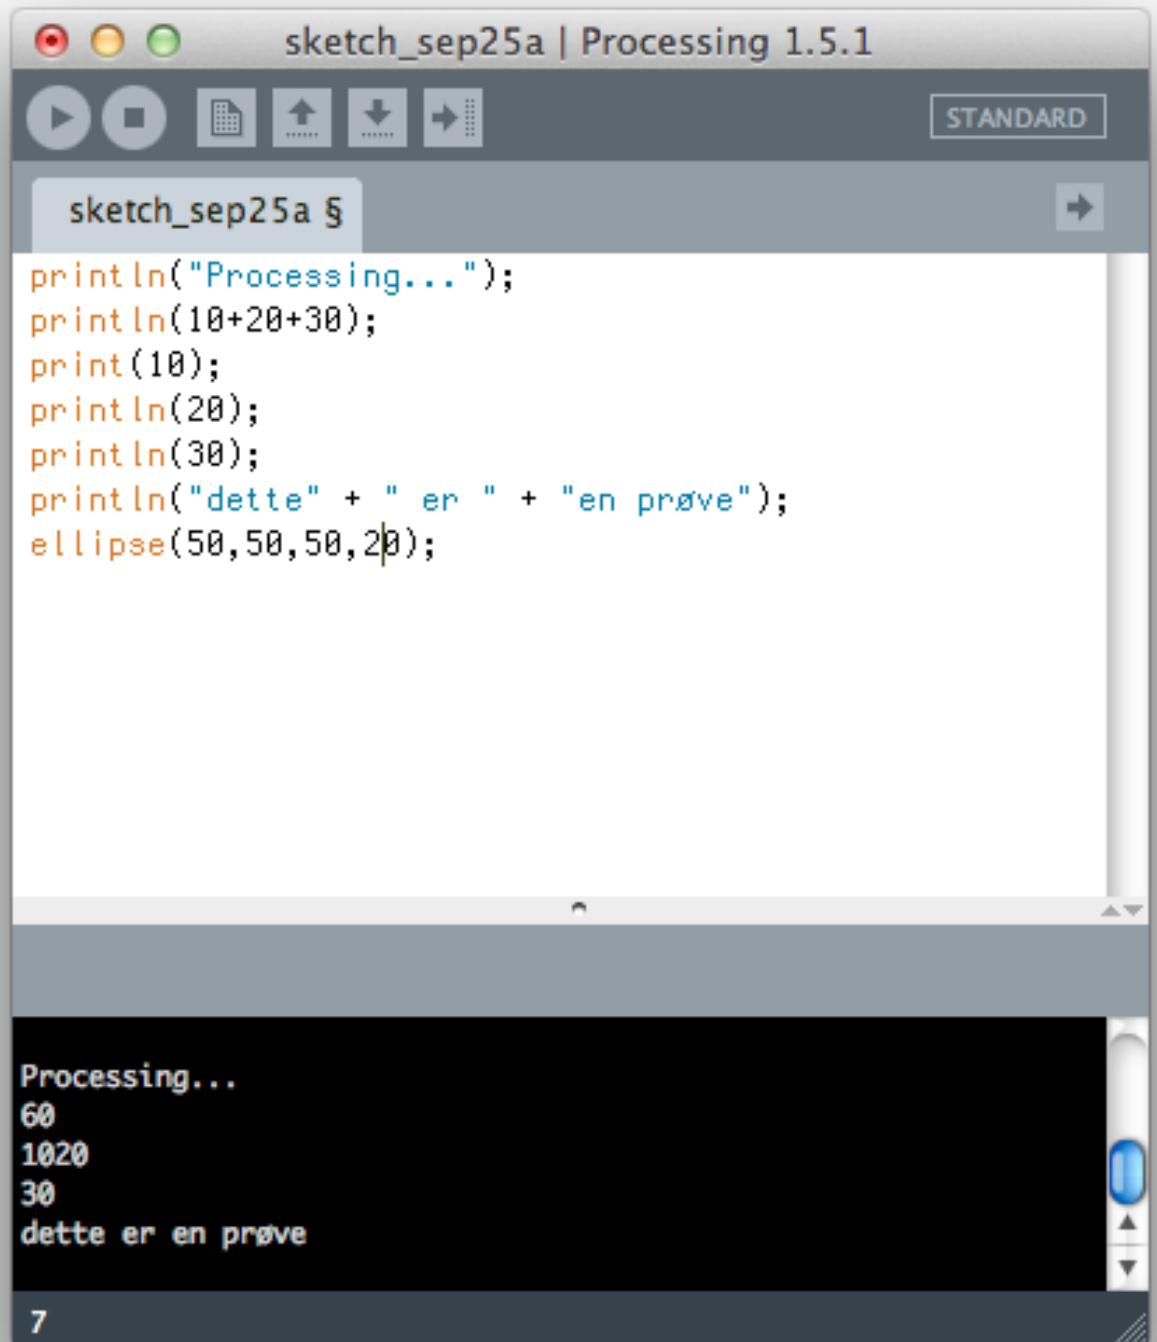 sketch_sep25a | Processing 1.5.1
STANDARD
sketch_sep25a §
println("Processing...");
println(10+20+30);
print(10);
println(20);
println(30);
println("dette" + " er " + "en prøve");
ellipse(50,50,50,20);
Processing...
60
1020
30
dette er en prøve
7